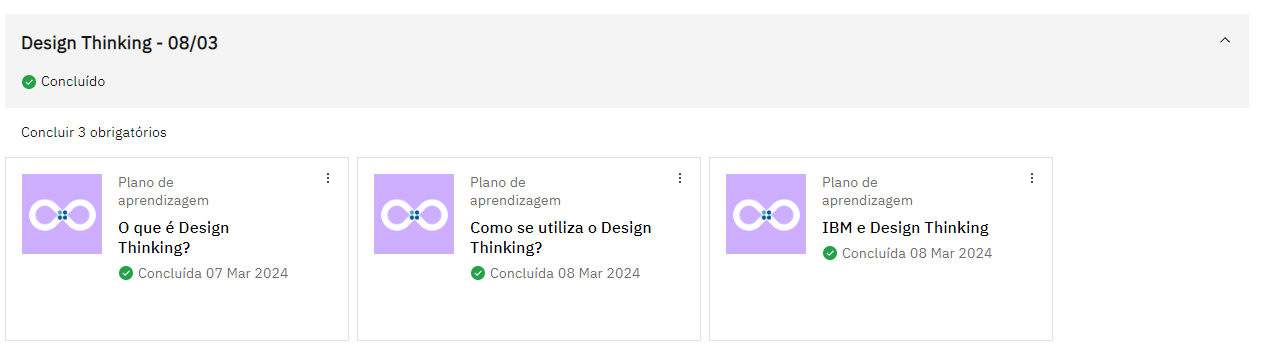 Design Thinking - 08/03
Concluído
Concluir 3 obrigatórios
Plano de
aprendizagem
O que é Design
Thinking?
Concluída 07 Mar 2024
Plano de
aprendizagem
Como se utiliza o Design
Thinking?
Concluída 08 Mar 2024
Plano de
aprendizagem
IBM e Design Thinking
Concluída 08 Mar 2024